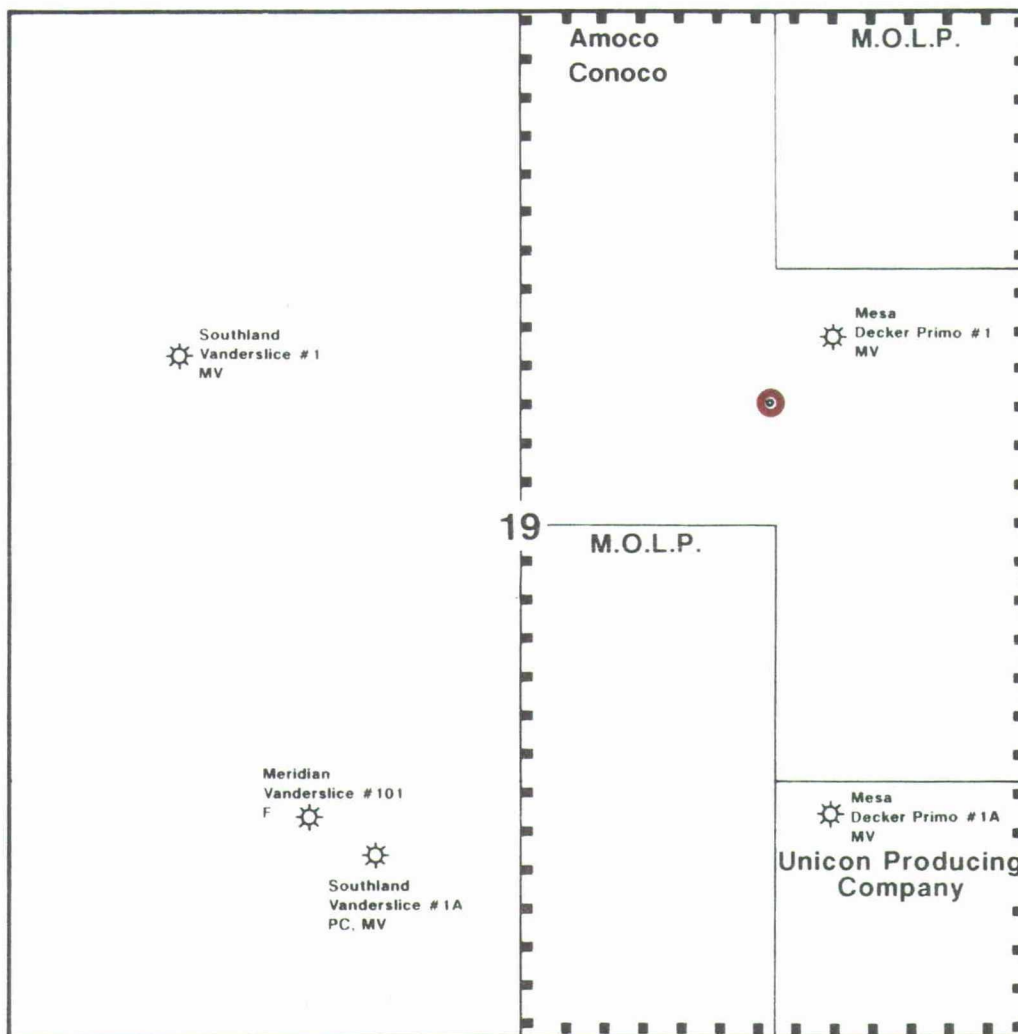 Amoco
Conoco
M.O.L.P.
Southland
Vanderslice #1
MV
Mesa
Decker Primo #1
MV
19
M.O.L.P.
Meridian
Vanderslice #101
F
Southland
Vanderslice #1A
PC, MV
Mesa
Decker Primo #1A
MV
Unicon Producing
Company